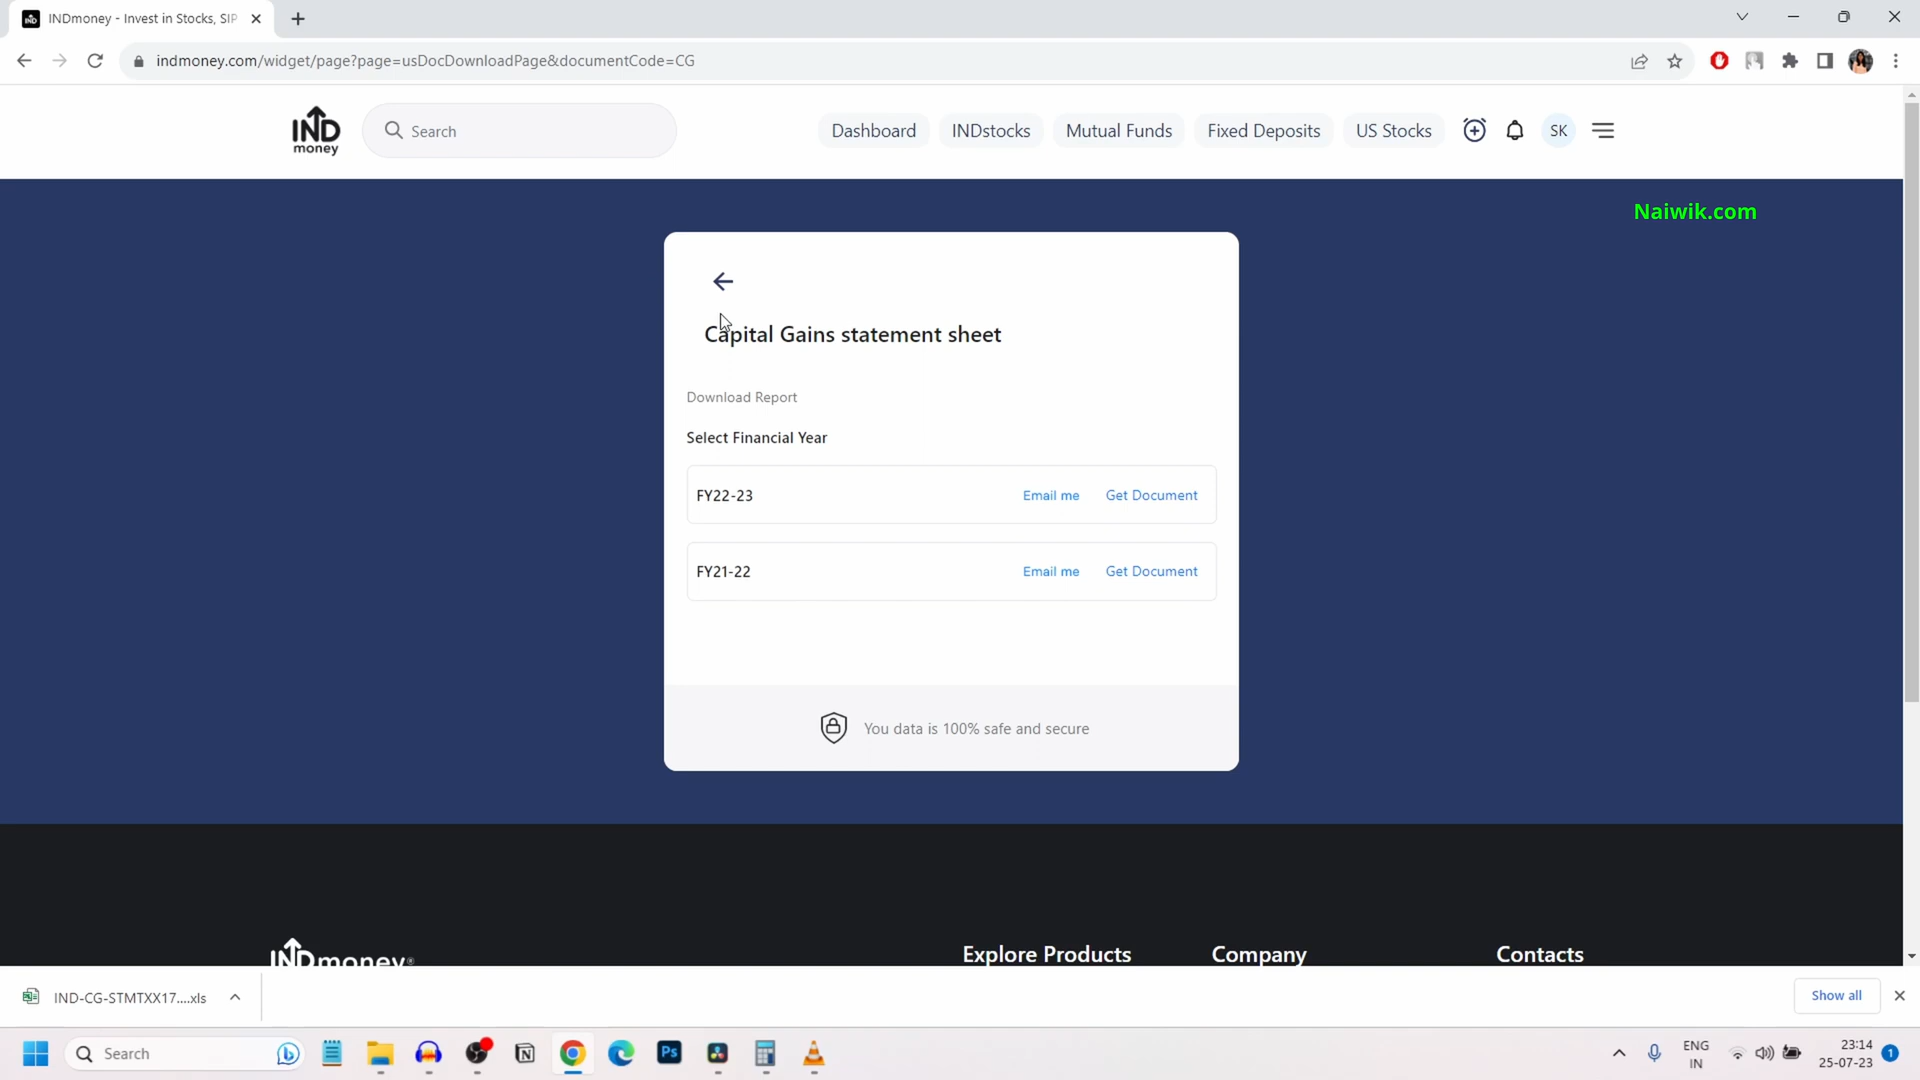 INDmoney - Invest in Stocks, SIP
indmoney.com/widget/page?page=usDocDownloadPage&documentCode=CG
IND
money
Search
Dashboard
INDstocks
Mutual Funds
Fixed Deposits
US Stocks
SK
Naiwik.com
Capital Gains statement sheet
Download Report
Select Financial Year
FY22-23
Email me
Get Document
FY21-22
Email me
Get Document
You data is 100% safe and secure
INDmoney®
Explore Products
Company
Contacts
IND-CG-STMTXX17....xls
Show all
Search
Ps
ENG
IN
23:14
25-07-23
1